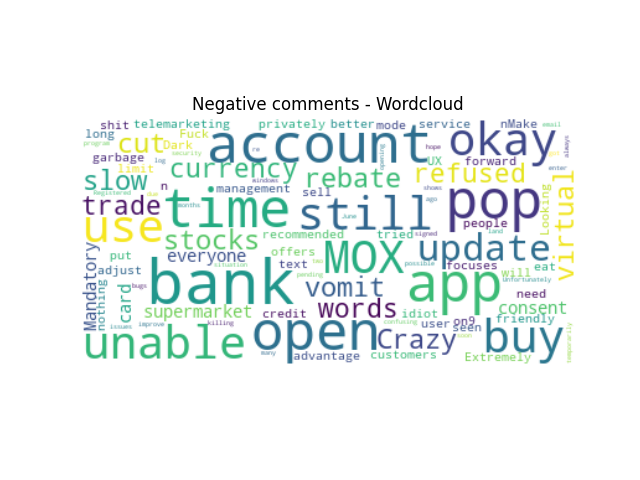 Negative comments - Wordcloud
shit telemarketing privately better mode service nMake email
long Fuck account okay always
program cut Dark UX
garbage log Security currency opening hope refused forward
slow limit windows rebate enter
Registered n management sell shows pop Looking virtual
trade time still people
use months June ago signed land
stocks recommended tried update
everyone offers MOX possible
Mandatory put text focuses will eat
adjust situation pending Unfortunately
nothing bank vomit app need consent
card bugs supermarket credit words idiot user on9 seen friendly
issues improve killing confusing
unable open Crazy buy
many advantage customers Extremely temporarily